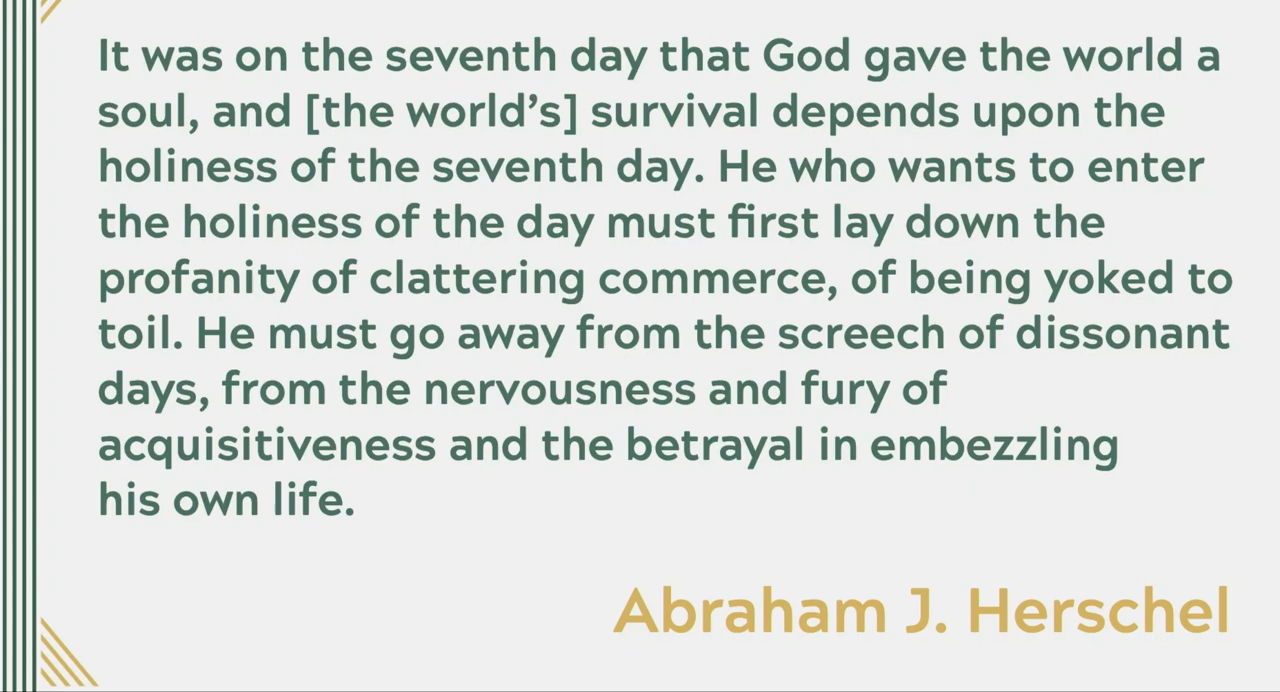 It was on the seventh day that God gave the world a
soul, and [the world’s] survival depends upon the
holiness of the seventh day. He who wants to enter
the holiness of the day must first lay down the
profanity of clattering commerce, of being yoked to
toil. He must go away from the screech of dissonant
days, from the nervousness and fury of
acquisitiveness and the betrayal in embezzling
his own life.
Abraham J. Herschel